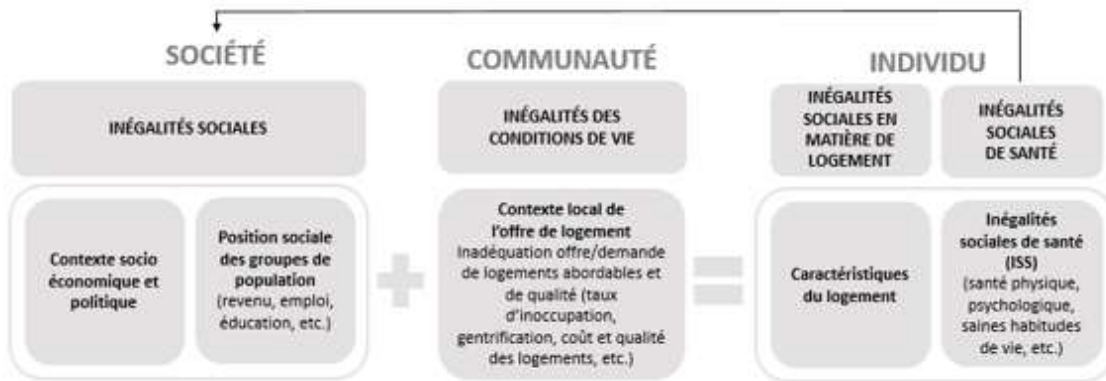 SOCIÉTÉ
COMMUNAUTÉ
INDIVIDU
INÉGALITÉS SOCIALES
INÉGALITÉS DES
CONDITIONS DE VIE
INÉGALITÉS
SOCIALES EN
MATIÈRE DE
LOGEMENT
INÉGALITÉS
SOCIALES
DE SANTÉ
Contexte socio
économique et
politique
Position sociale
des groupes de
population
(revenu, emploi,
éducation, etc.)
+
Contexte local de
l'offre de logement
Inadéquation offre/demande
de logements abordables et
de qualité (taux
d'inoccupation,
gentrification, coût et qualité
des logements, etc.)
=
Caractéristiques
du logement
Inégalités
sociales de santé
(ISS)
(santé physique,
psychologique,
saines habitudes
de vie, etc.)